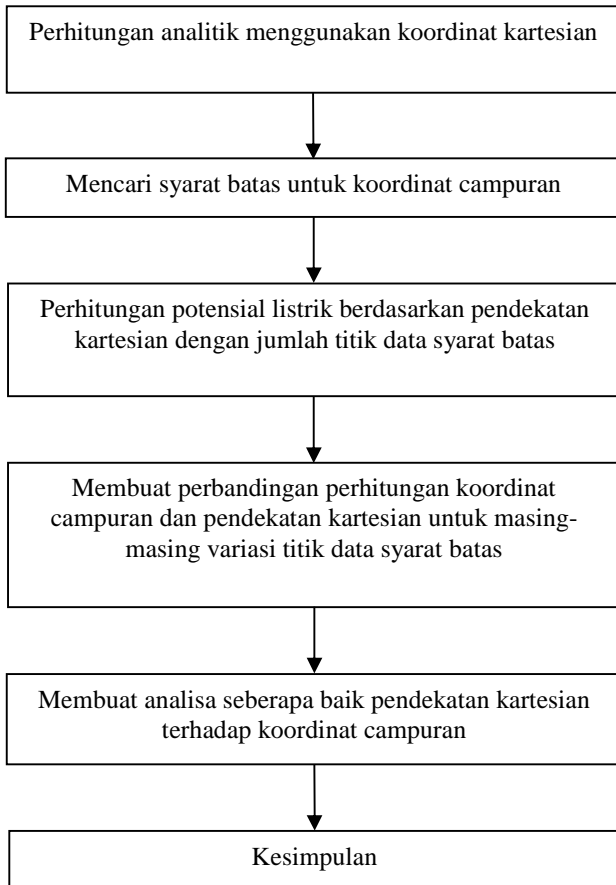 Perhitungan analitik menggunakan koordinat kartesian
Mencari syarat batas untuk koordinat campuran
Perhitungan potensial listrik berdasarkan pendekatan
kartesian dengan jumlah titik data syarat batas
Membuat perbandingan perhitungan koordinat
campuran dan pendekatan kartesian untuk masing-
masing variasi titik data syarat batas
Membuat analisa seberapa baik pendekatan kartesian
terhadap koordinat campuran
Kesimpulan